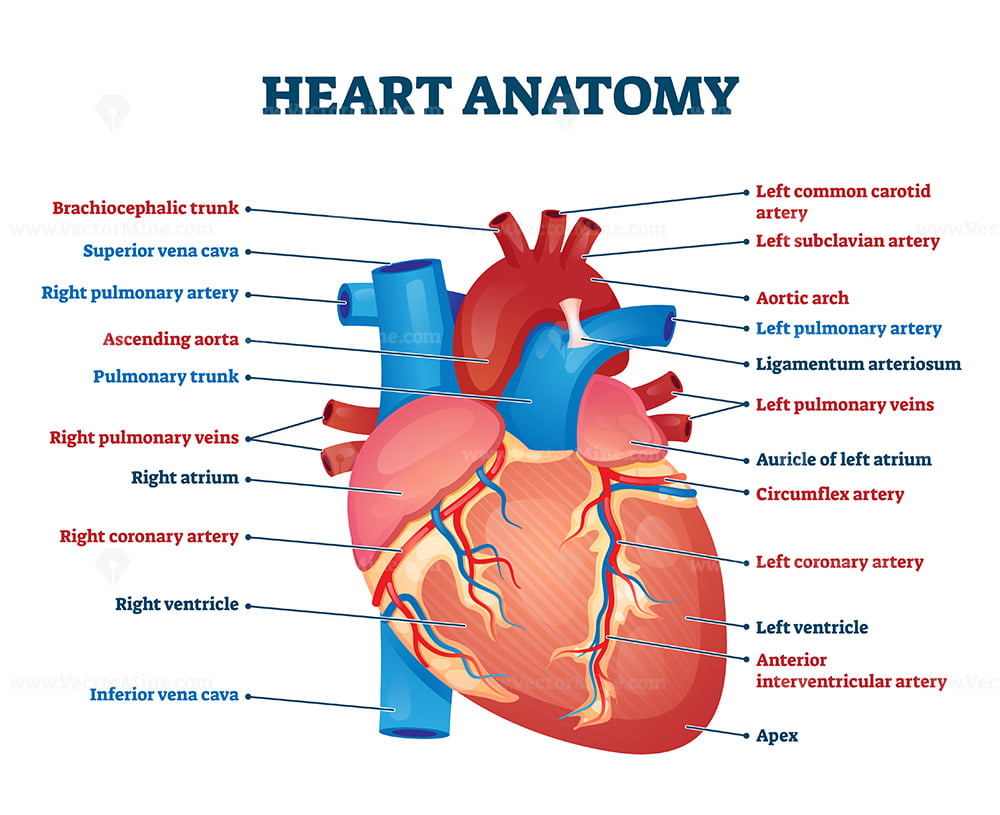 HEART ANATOMY
Brachiocephalic trunk
Superior vena cava
Right pulmonary artery
Ascending aorta
Pulmonary trunk
Right pulmonary veins
Right atrium
Right coronary artery
Right ventricle
Inferior vena cava
Left common carotid
artery
Left subclavian artery
Aortic arch
Left pulmonary artery
Ligamentum arteriosum
Left pulmonary veins
Auricle of left atrium
Circumflex artery
Left coronary artery
Left ventricle
Anterior
interventricular artery
Apex
www.VectorMine.com